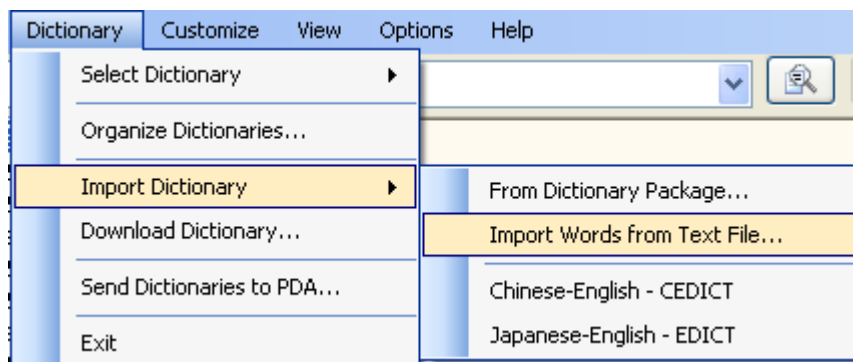 Dictionary Customize View Options Help
Select Dictionary
Organize Dictionaries...
Import Dictionary
Download Dictionary...
Send Dictionaries to PDA...
Exit
From Dictionary Package...
Import Words from Text File...
Chinese-English - CEDICT
Japanese-English - EDICT